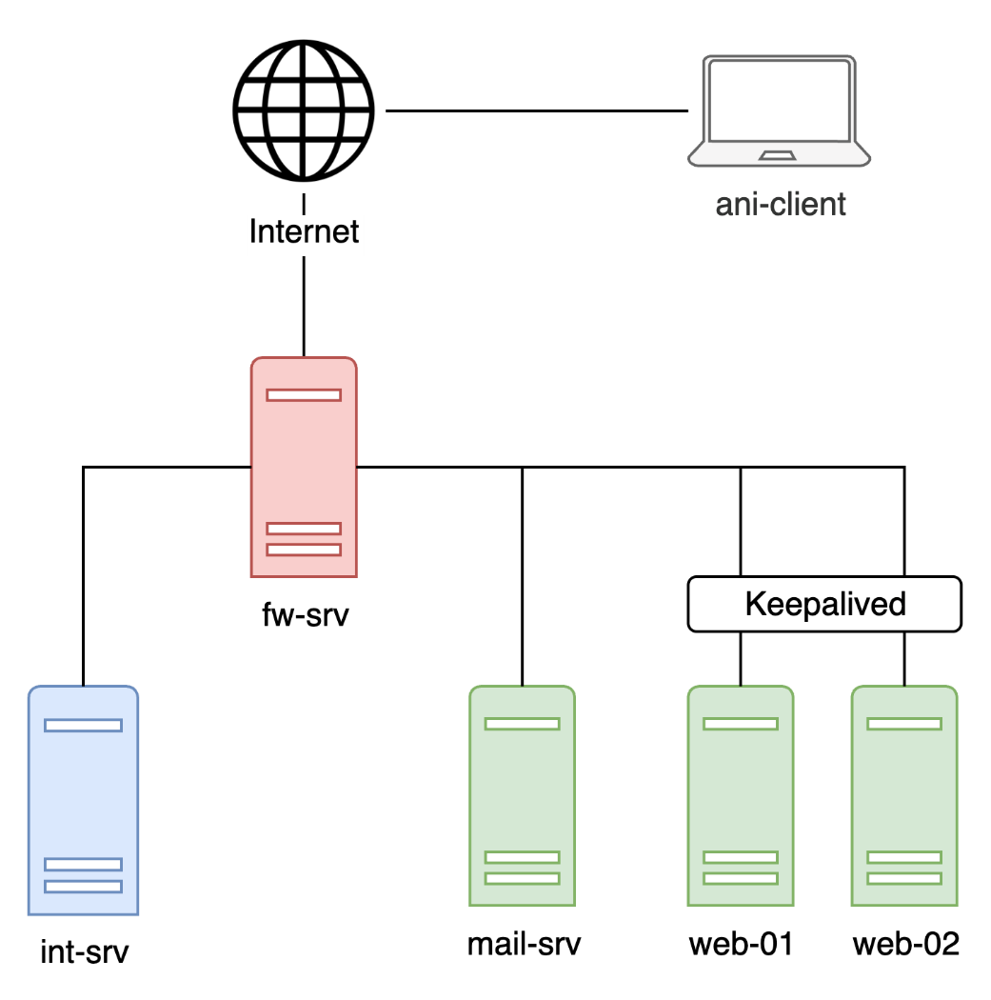 ani-client
Internet
fw-srv
Keepalived
int-srv
mail-srv
web-01
web-02